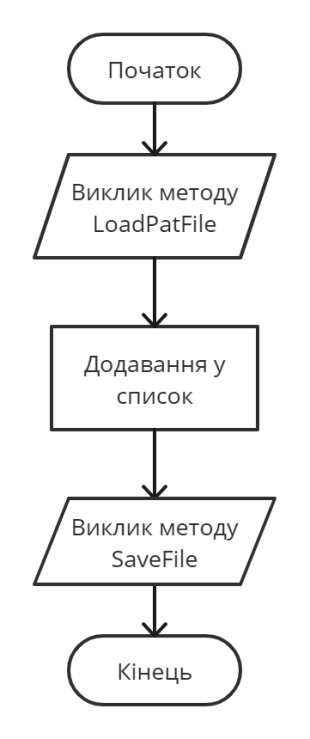 Початок
Виклик методу
LoadPatFile
Додавання у
список
Виклик методу
SaveFile
Кінець